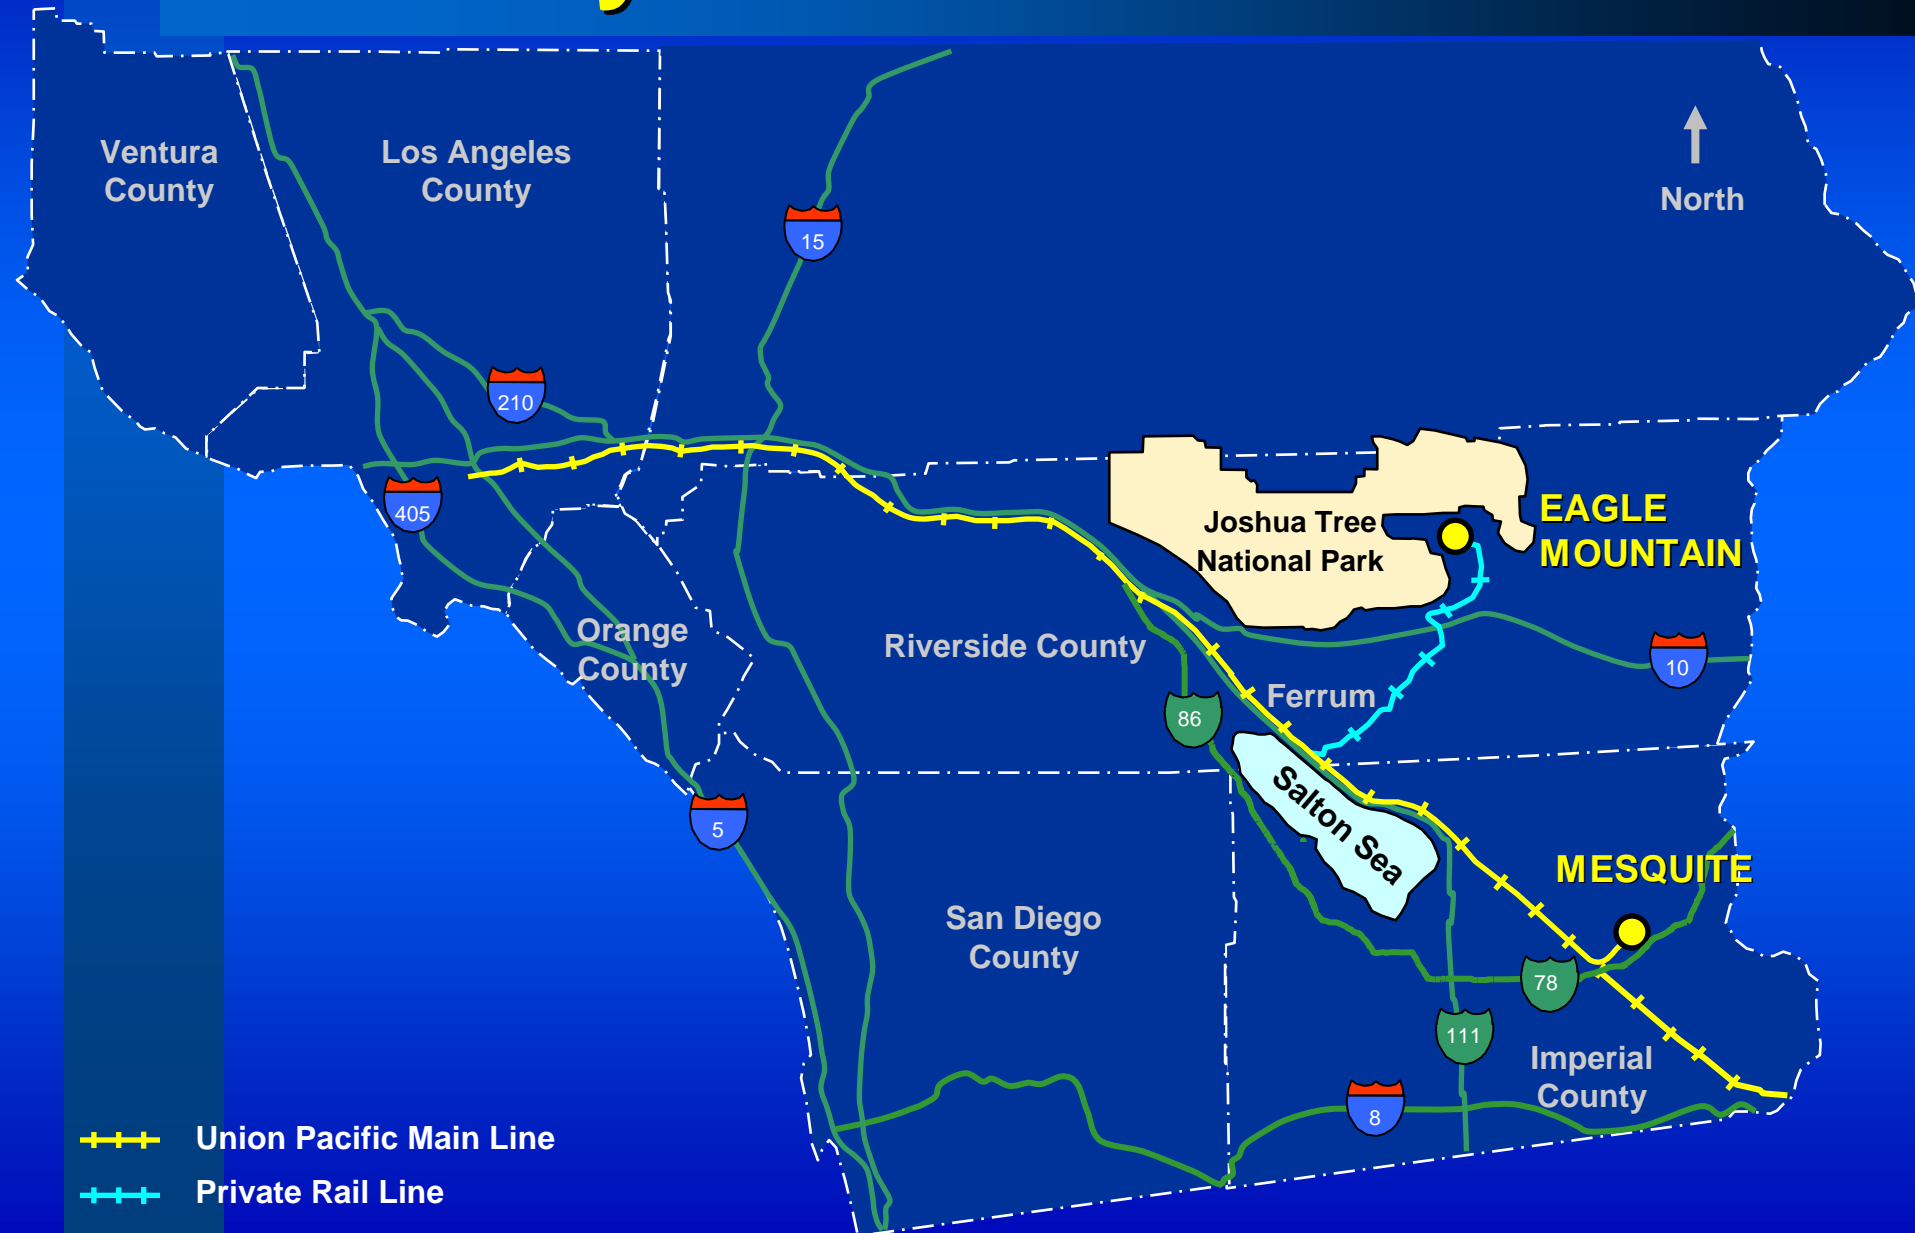 Ventura
County
Los Angeles
County
North
15
210
405
Joshua Tree
National Park
EAGLE
MOUNTAIN
Orange
County
Riverside County
10
Ferrum
86
Salton Sea
5
MESQUITE
San Diego
County
78
111
Imperial
County
8
Union Pacific Main Line
Private Rail Line